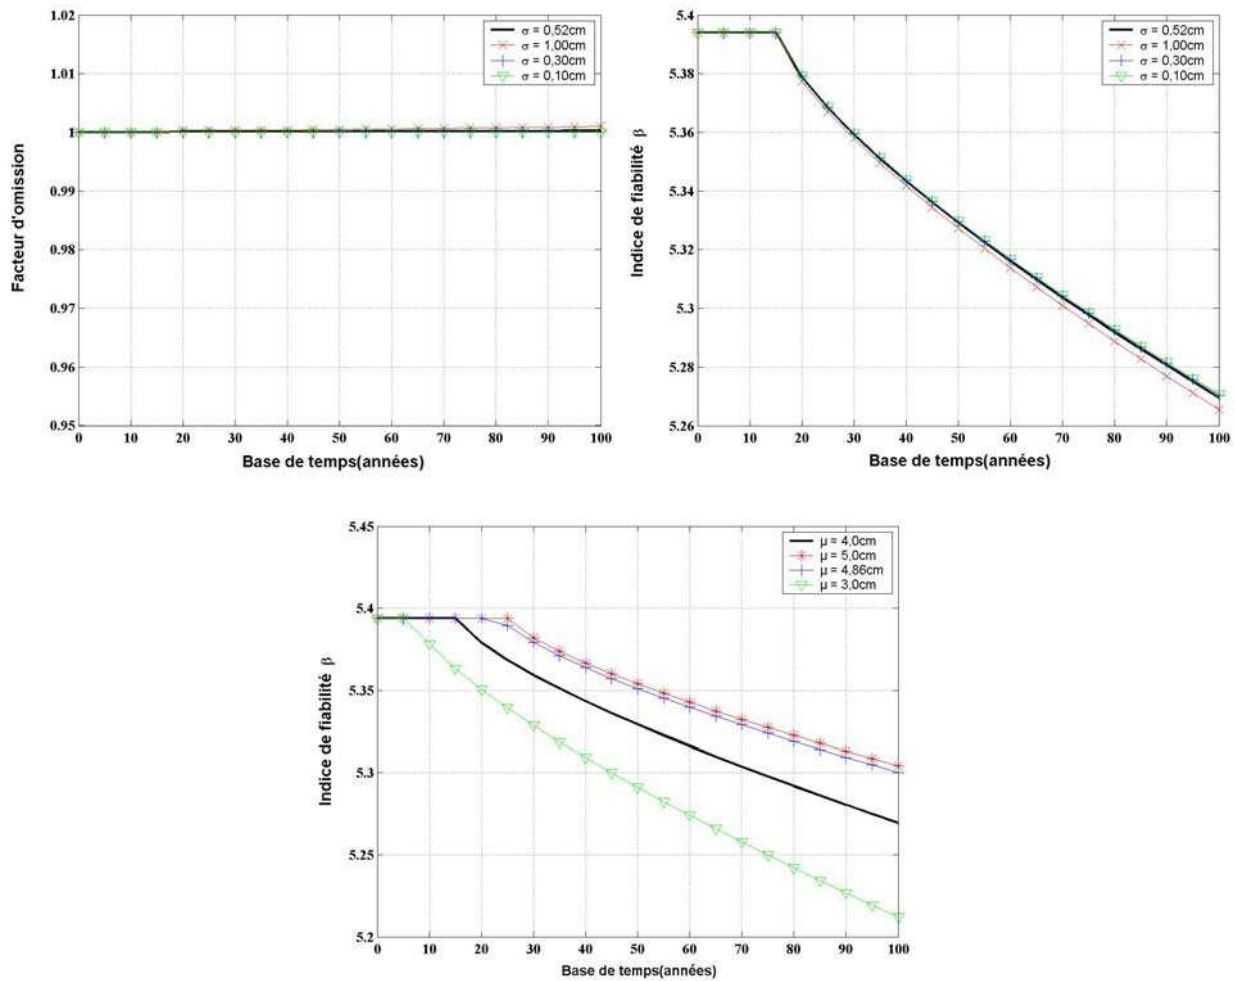 1.02
1.01
1
0.99
0.98
0.97
0.96
0.95
Facteur d'omission
σ = 0,52cm
σ = 1,00cm
σ = 0,30cm
σ = 0,10cm
0 10 20 30 40 50 60 70 80 90 100
Base de temps(années)
5.4
5.38
5.36
5.34
5.32
5.3
5.28
5.26
Indice de fiabilité β
σ = 0,52cm
σ = 1,00cm
σ = 0,30cm
σ = 0,10cm
0 10 20 30 40 50 60 70 80 90 100
Base de temps(années)
5.45
5.4
5.35
5.3
5.25
5.2
Indice de fiabilité β
μ = 4,0cm
μ = 5,0cm
μ = 4,86cm
μ = 3,0cm
0 10 20 30 40 50 60 70 80 90 100
Base de temps(années)